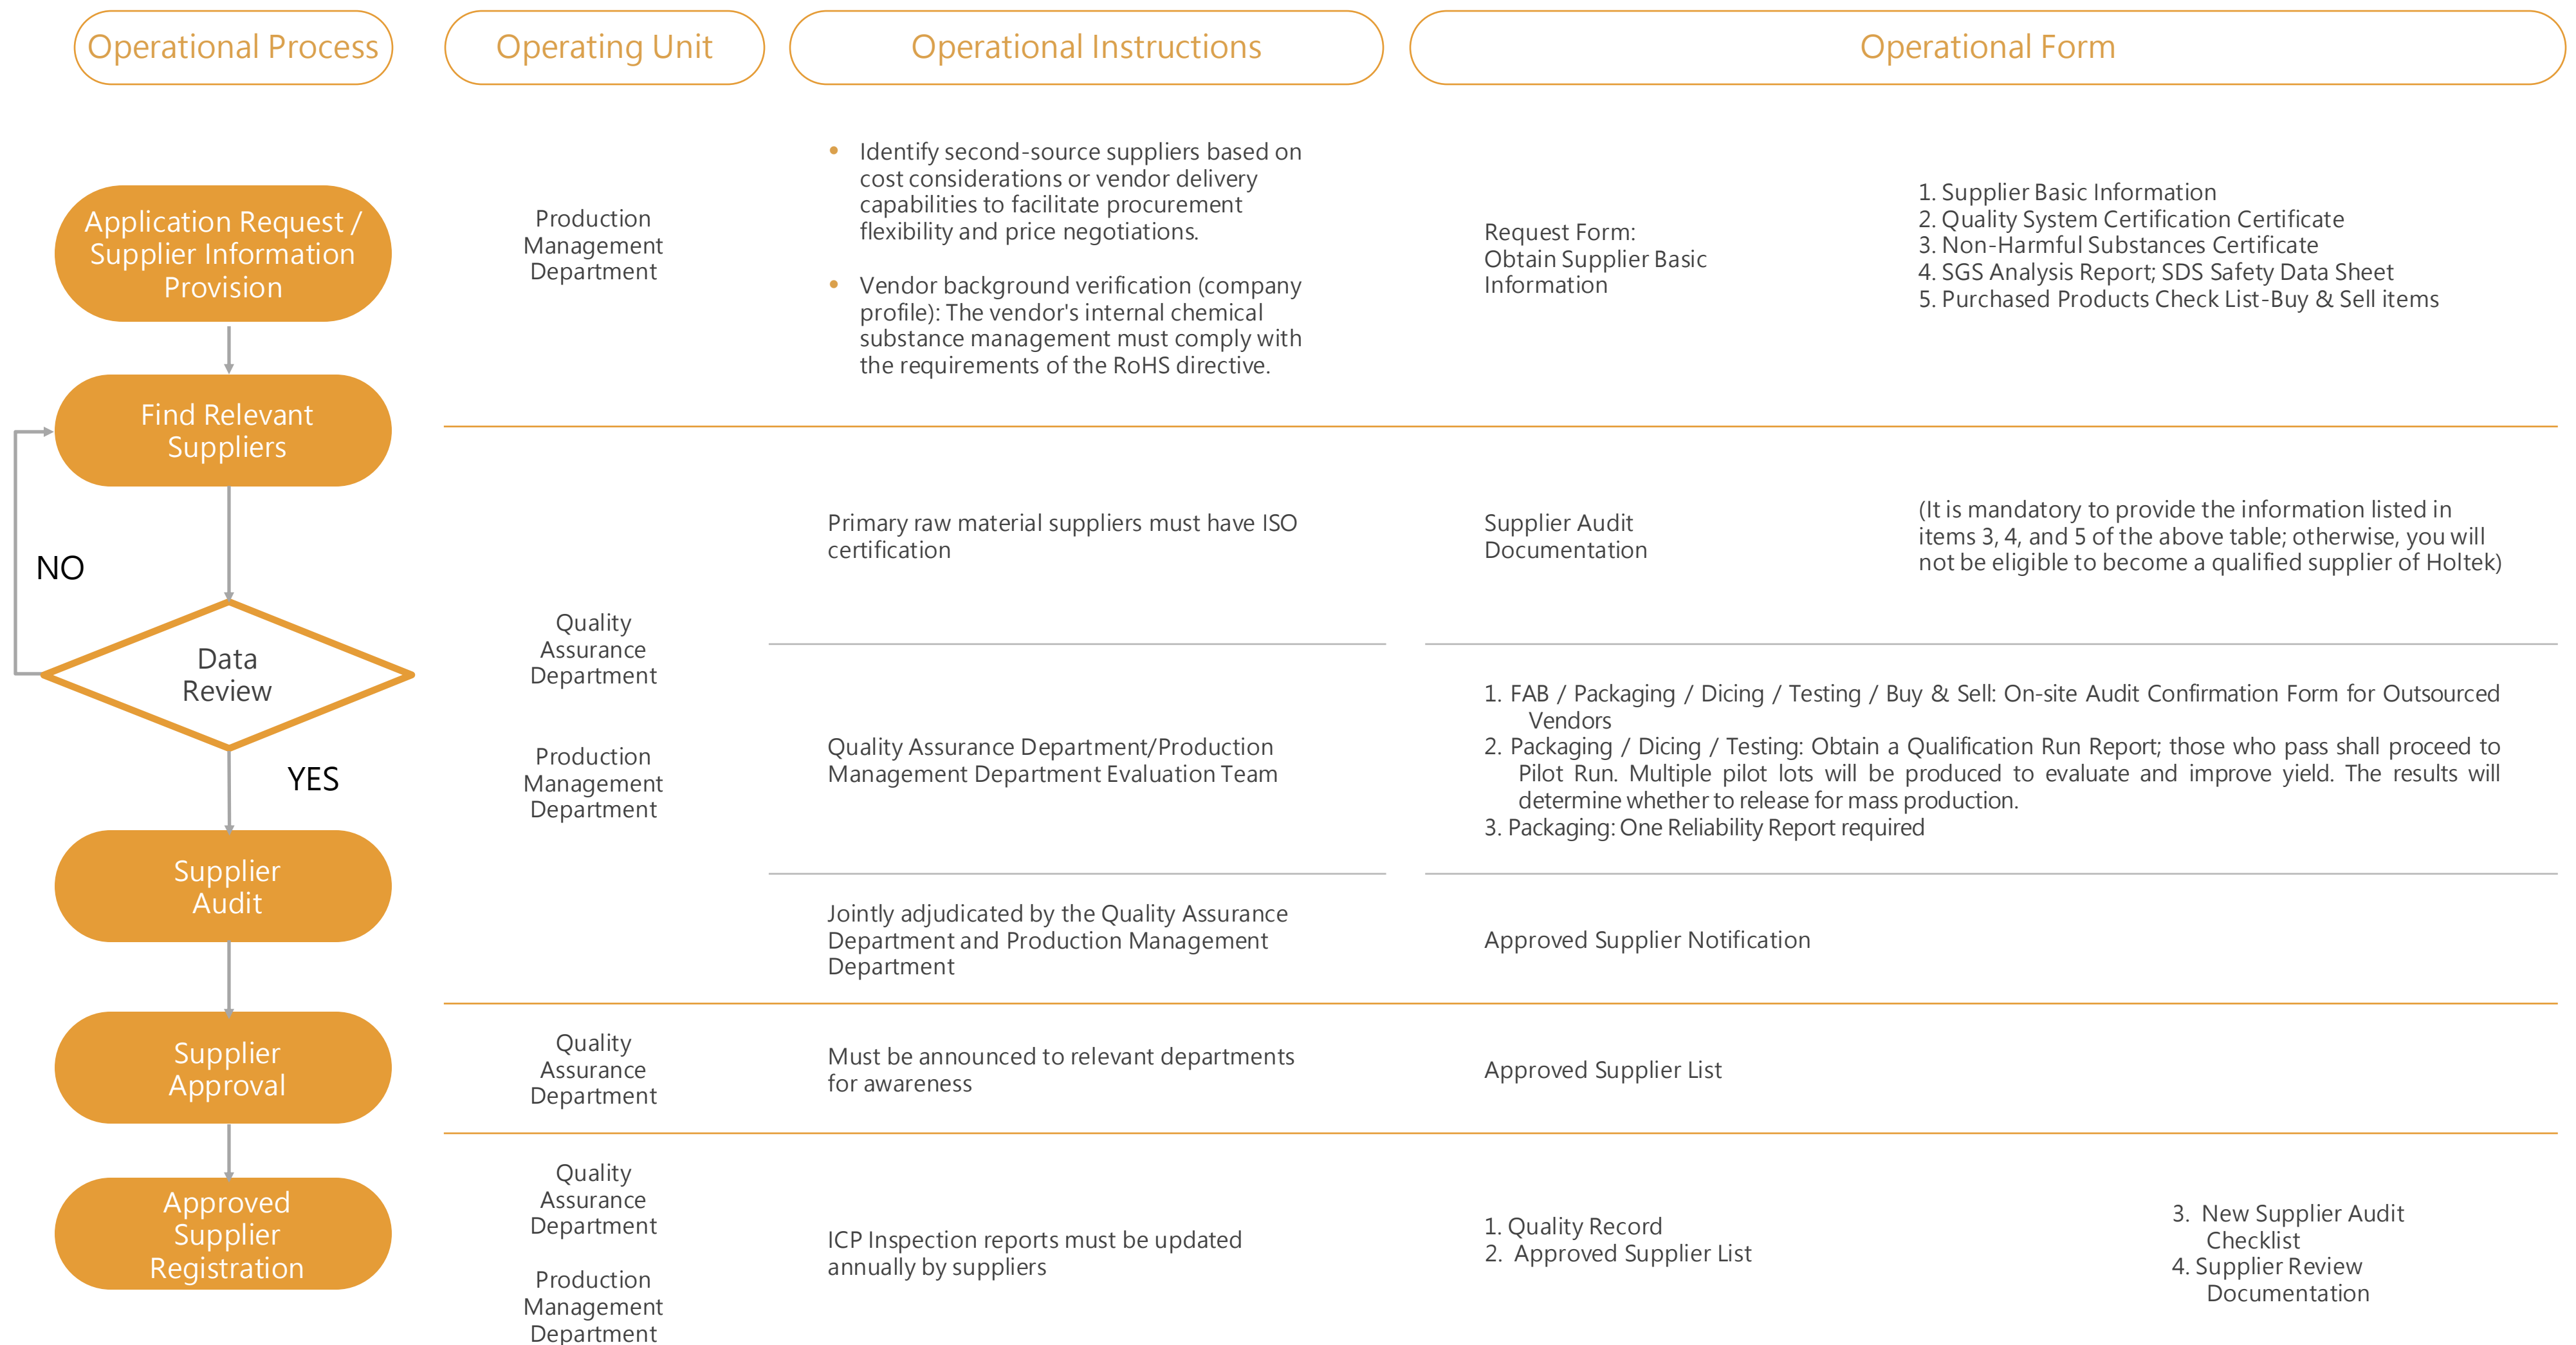 Operational Process
Operating Unit
Operational Instructions
Operational Form
Application Request /
Supplier Information
Provision
Production
Management
Department
• Identify second-source suppliers based on
cost considerations or vendor delivery
capabilities to facilitate procurement
flexibility and price negotiations.
• Vendor background verification (company
profile): The vendor's internal chemical
substance management must comply with
the requirements of the RoHS directive.
Request Form:
Obtain Supplier Basic
Information
1. Supplier Basic Information
2. Quality System Certification Certificate
3. Non-Harmful Substances Certificate
4. SGS Analysis Report; SDS Safety Data Sheet
5. Purchased Products Check List-Buy & Sell items
Find Relevant
Suppliers
NO
Data
Review
YES
Quality
Assurance
Department
Production
Management
Department
Primary raw material suppliers must have ISO
certification
Supplier Audit
Documentation
(It is mandatory to provide the information listed in
items 3, 4, and 5 of the above table; otherwise, you will
not be eligible to become a qualified supplier of Holtek)
Quality Assurance Department/Production
Management Department Evaluation Team
1. FAB / Packaging / Dicing / Testing / Buy & Sell: On-site Audit Confirmation Form for Outsourced
Vendors
2. Packaging / Dicing / Testing: Obtain a Qualification Run Report; those who pass shall proceed to
Pilot Run. Multiple pilot lots will be produced to evaluate and improve yield. The results will
determine whether to release for mass production.
3. Packaging: One Reliability Report required
Supplier
Audit
Jointly adjudicated by the Quality Assurance
Department and Production Management
Department
Approved Supplier Notification
Supplier
Approval
Quality
Assurance
Department
Must be announced to relevant departments
for awareness
Approved Supplier List
Approved
Supplier
Registration
Quality
Assurance
Department
Production
Management
Department
ICP Inspection reports must be updated
annually by suppliers
1. Quality Record
2. Approved Supplier List
3. New Supplier Audit
Checklist
4. Supplier Review
Documentation